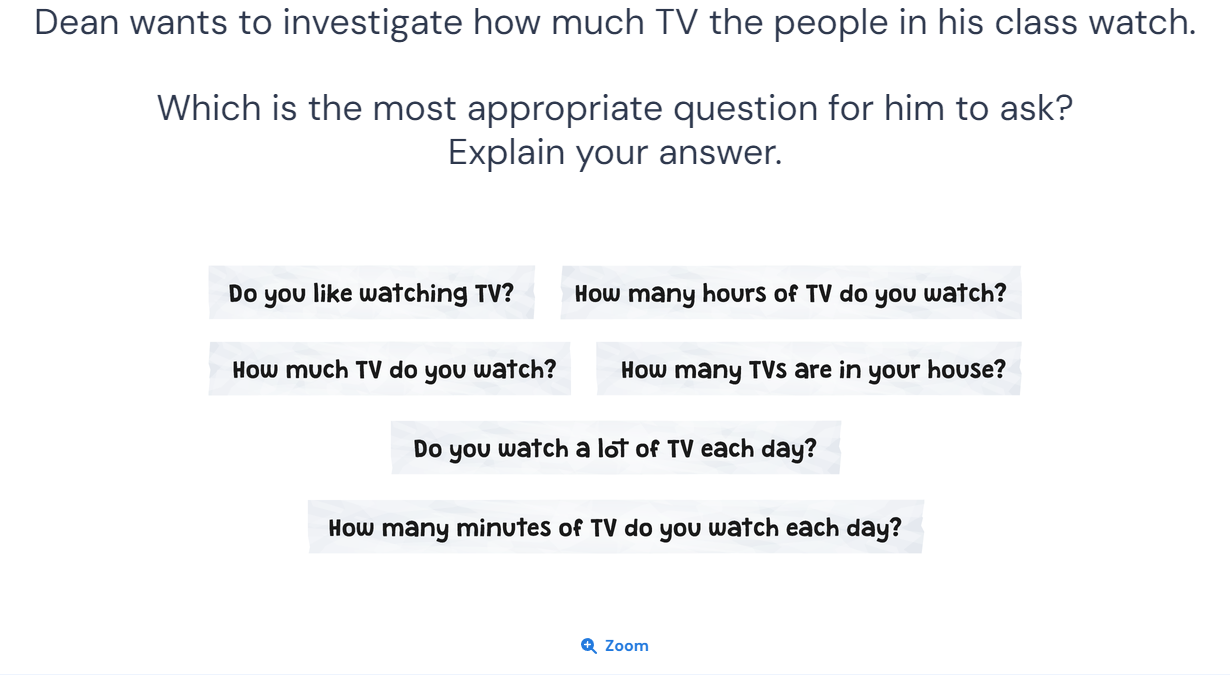 Dean wants to investigate how much TV the people in his class watch.
Which is the most appropriate question for him to ask?
Explain your answer.
Do you like watching TV?
How many hours of TV do you watch?
How much TV do you watch?
How many TVs are in your house?
Do you watch a lot of TV each day?
How many minutes of TV do you watch each day?
Zoom